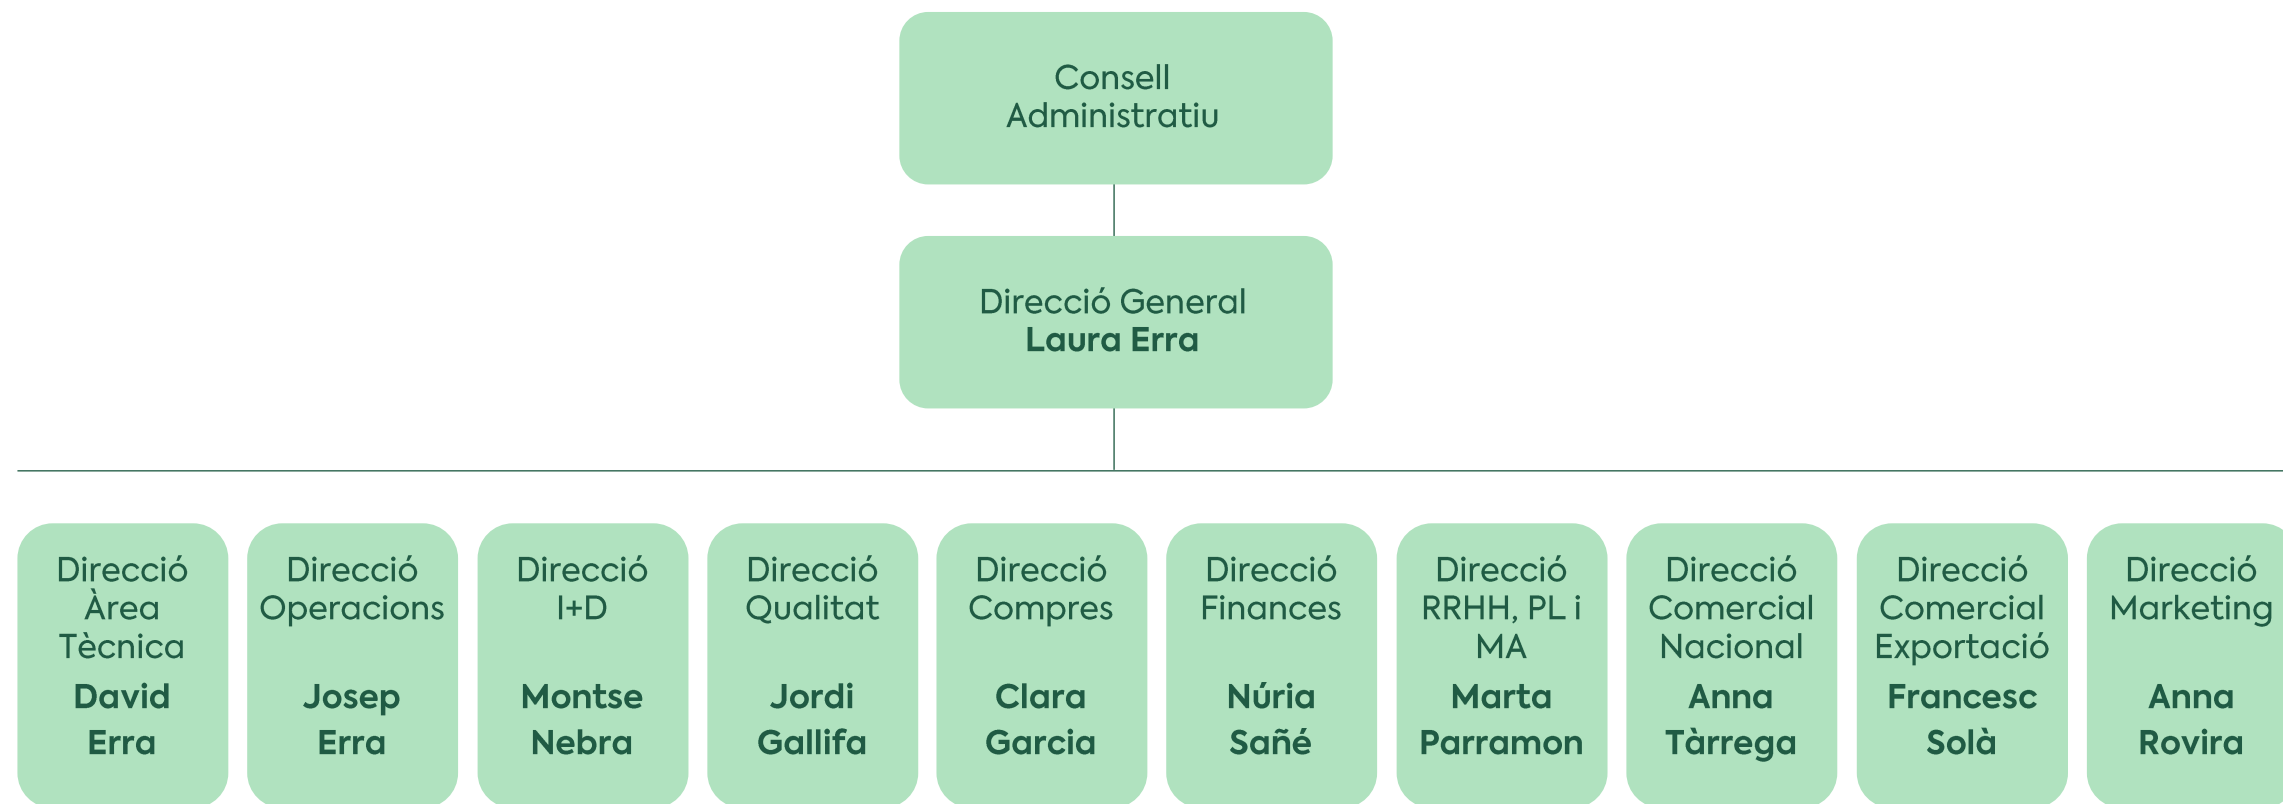 Consell
Administratiu
Direcció General
Laura Erra
Direcció
Àrea
Tècnica
David
Erra
Direcció
Operacions
Josep
Erra
Direcció
I+D
Montse
Nebra
Direcció
Qualitat
Jordi
Gallifa
Direcció
Compres
Clara
Garcia
Direcció
Finances
Núria
Sañé
Direcció
RRHH, PL i
MA
Marta
Parramon
Direcció
Comercial
Nacional
Anna
Tàrrega
Direcció
Comercial
Exportació
Francesc
Solà
Direcció
Marketing
Anna
Rovira